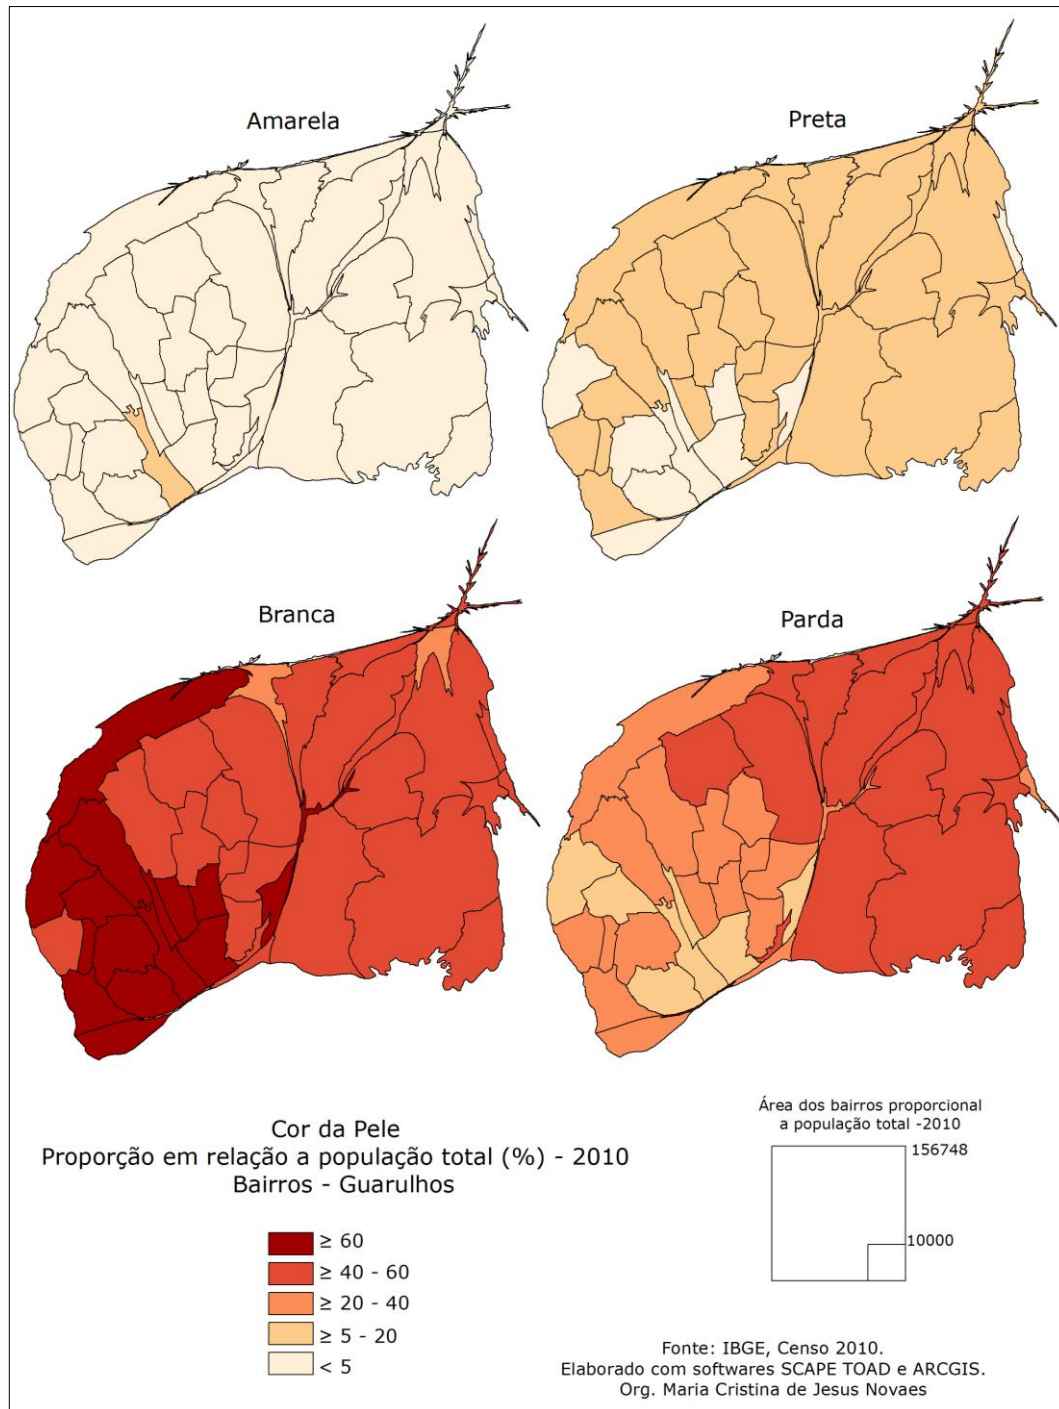 Amarela
Preta
Branca
Parda
Cor da Pele
Proporção em relação a população total (%) - 2010
Bairros - Guarulhos
≥ 60
≥ 40 - 60
≥ 20 - 40
≥ 5 - 20
< 5
Área dos bairros proporcional
a população total -2010
156748
10000
Fonte: IBGE, Censo 2010.
Elaborado com softwares SCAPE TOAD e ARCGIS.
Org. Maria Cristina de Jesus Novaes